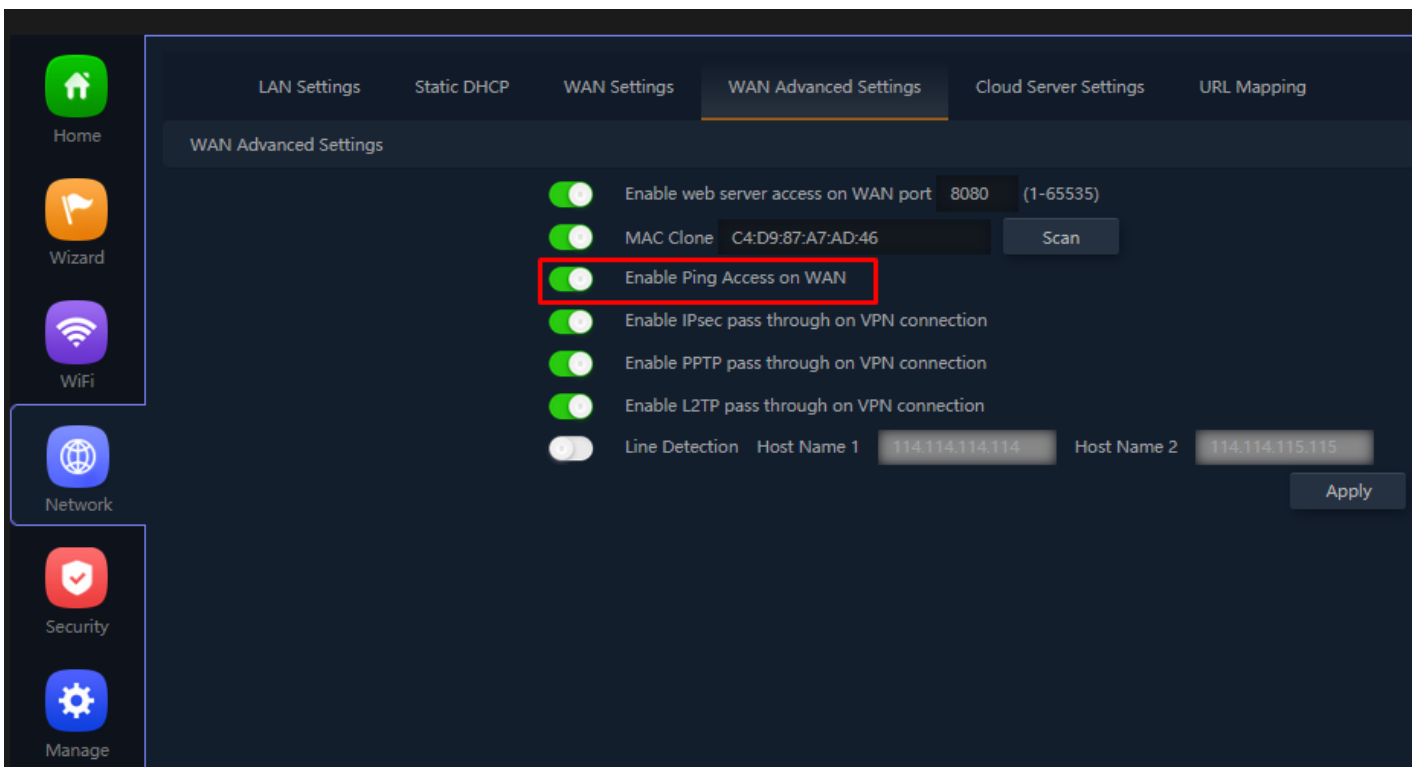 LAN Settings Static DHCP WAN Settings WAN Advanced Settings Cloud Server Settings URL Mapping
Home
WAN Advanced Settings
Enable web server access on WAN port 8080 (1-65535)
MAC Clone C4:D9:87:A7:AD:46 Scan
Wizard
Enable Ping Access on WAN
Enable IPsec pass through on VPN connection
Enable PPTP pass through on VPN connection
WiFi
Enable L2TP pass through on VPN connection
Line Detection Host Name 1 114.114.114.114 Host Name 2 114.114.115.115
Apply
Network
Security
Manage